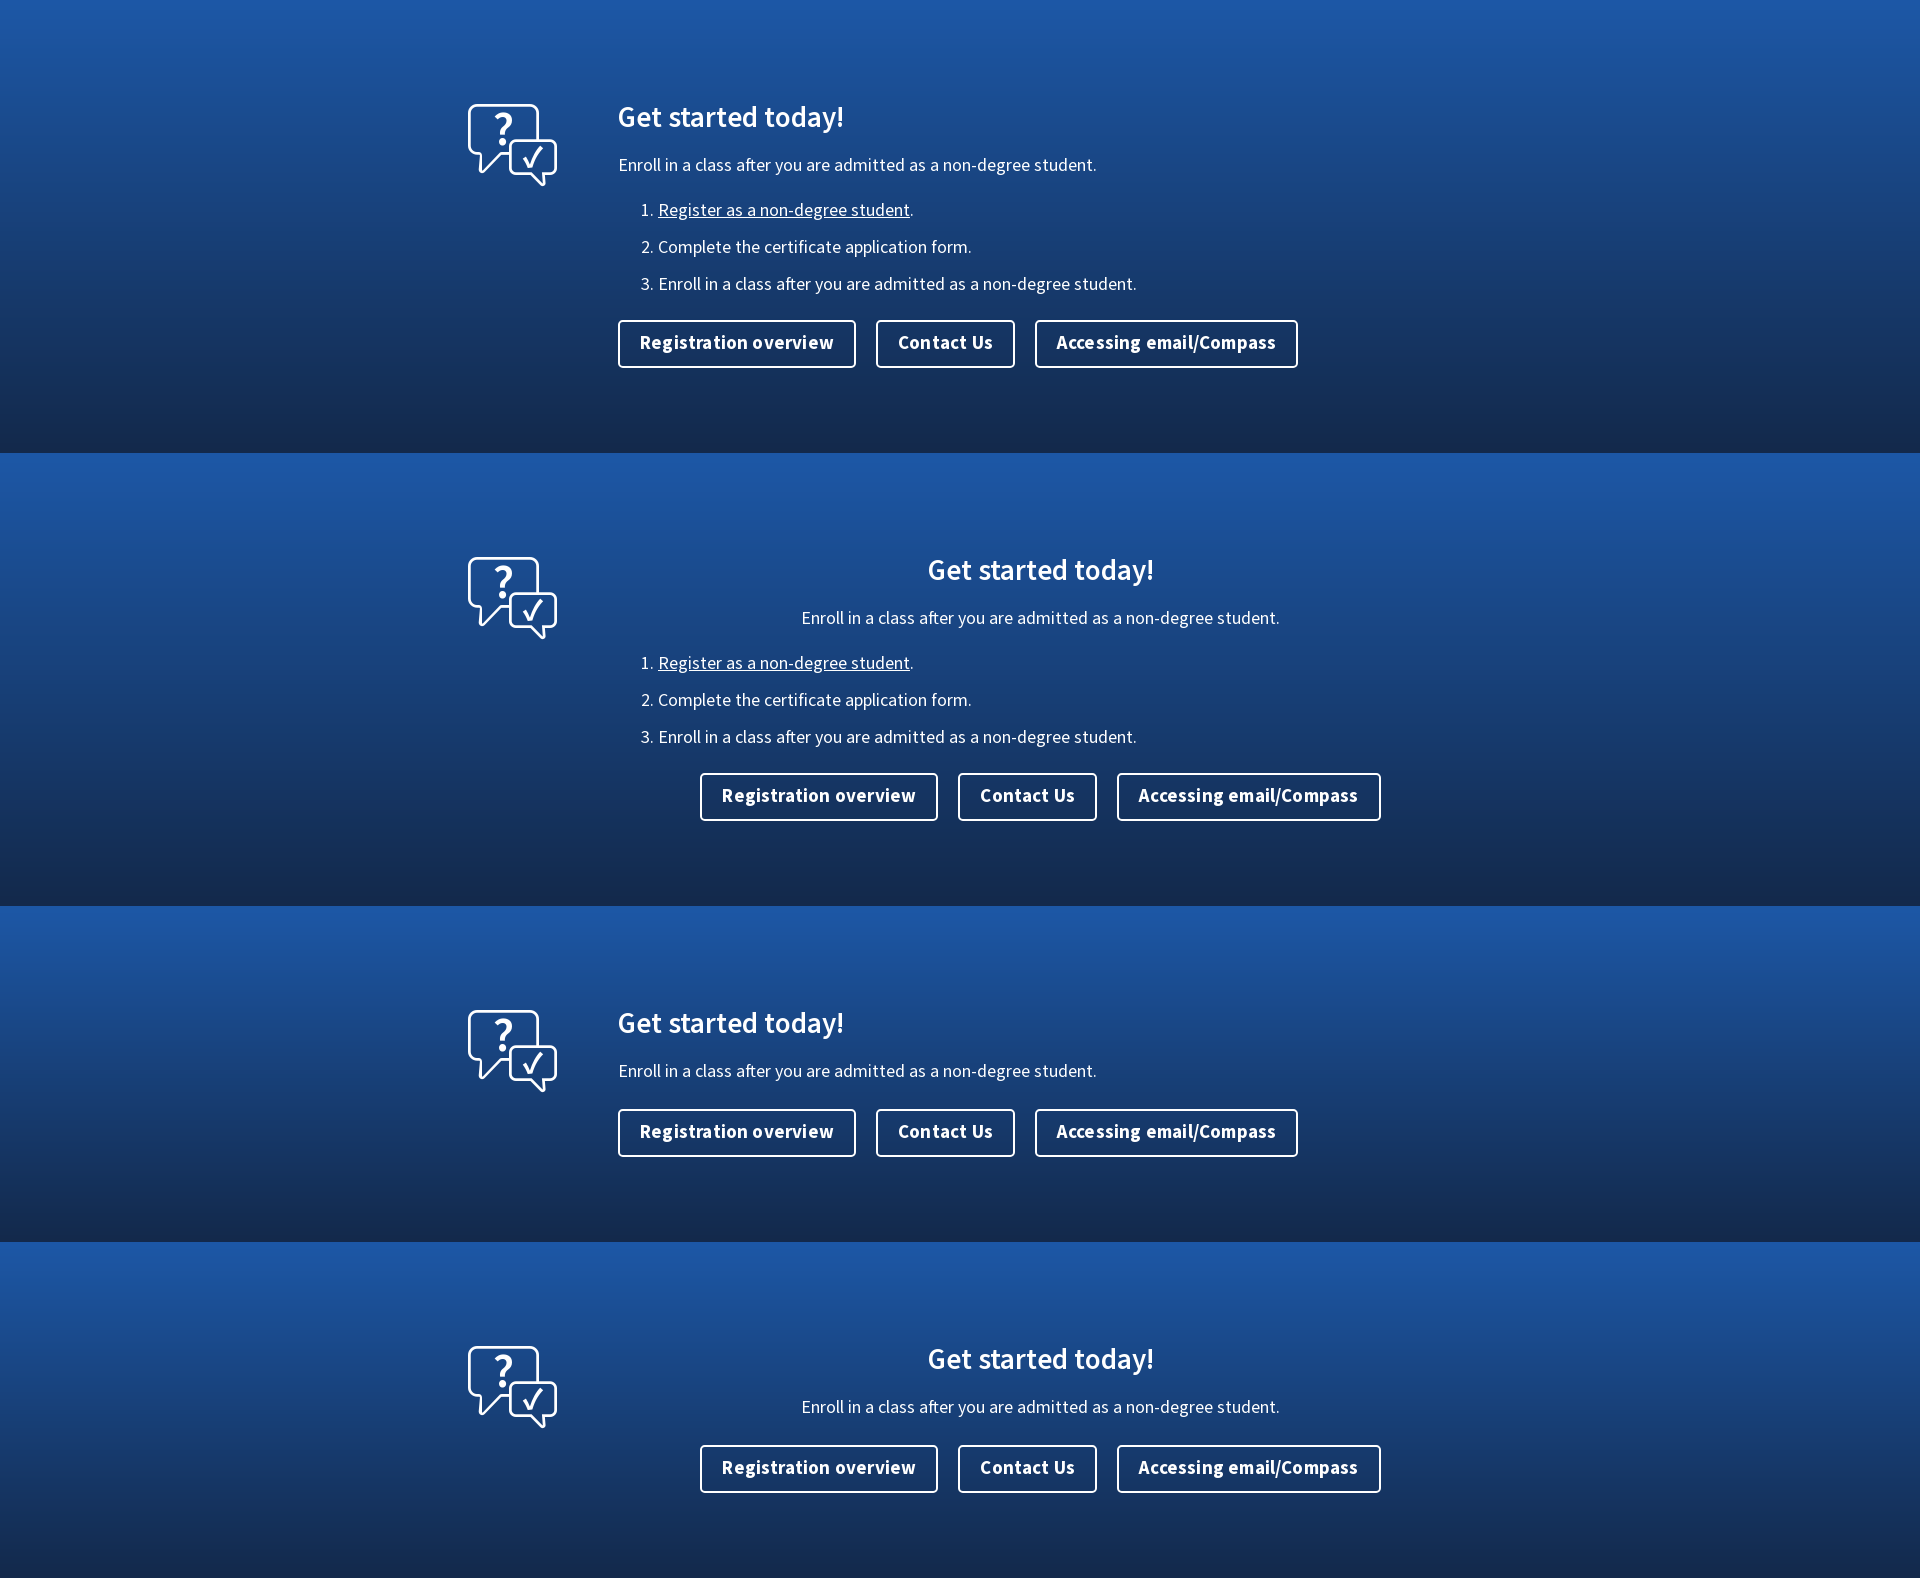 Get started today!
Enroll in a class after you are admitted as a non-degree student.
1. Register as a non-degree student.
2. Complete the certificate application form.
3. Enroll in a class after you are admitted as a non-degree student.
Registration overview Contact Us Accessing email/Compass
Get started today!
Enroll in a class after you are admitted as a non-degree student.
1. Register as a non-degree student.
2. Complete the certificate application form.
3. Enroll in a class after you are admitted as a non-degree student.
Registration overview Contact Us Accessing email/Compass
Get started today!
Enroll in a class after you are admitted as a non-degree student.
Registration overview Contact Us Accessing email/Compass
Get started today!
Enroll in a class after you are admitted as a non-degree student.
Registration overview Contact Us Accessing email/Compass